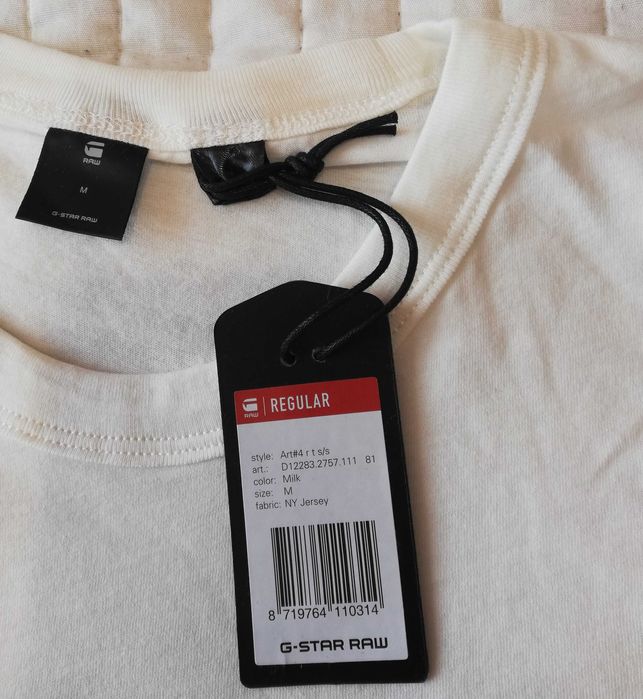 RAW
M
G-STAR RAW
RAW
REGULAR
style: Art#4 r t s/s
art.: D12283.2757.111 81
color: Milk
size: M
fabric: NY Jersey
8 719764 110314
G-STAR RAW